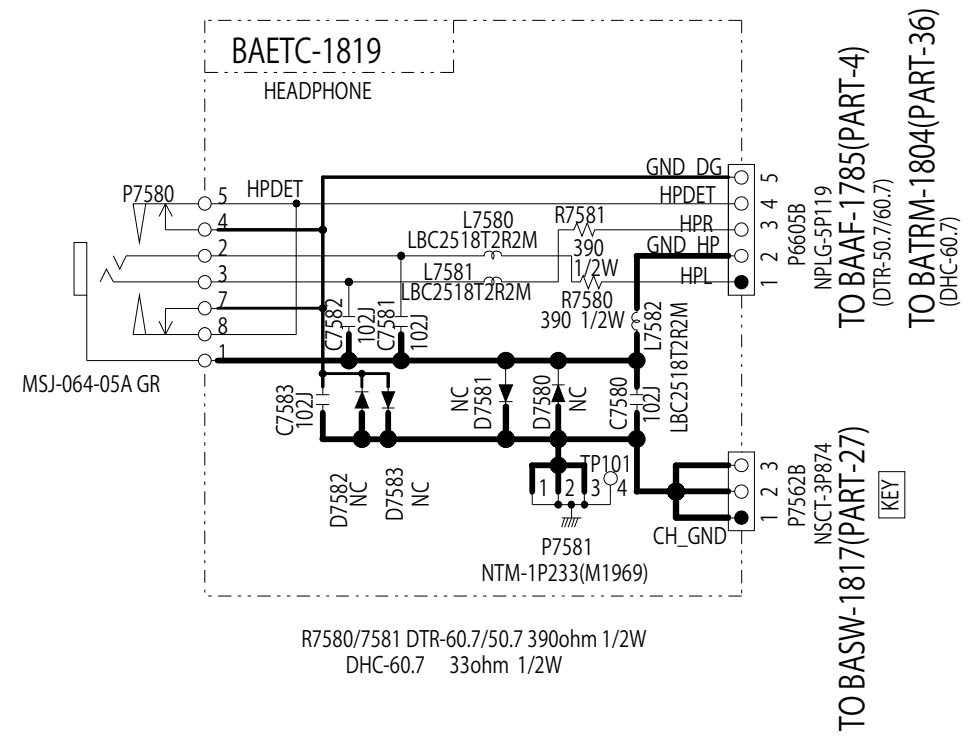 BAETC-1819
HEADPHONE
P7580
5
4
2
3
7
8
1
HPDET
MSJ-064-05A GR
L7580
LBC2518T2R2M
L7581
LBC2518T2R2M
R7581
390
1/2W
R7580
390 1/2W
GND DG
HPDET
HPR
GND HP
HPL
5
4
3
2
1
P6605B
NPLG-5P119
TO BAAF-1785(PART-4)
(DTR-50.7/60.7)
TO BATRM-1804(PART-36)
(DHC-60.7)
C7582
102J
C7581
102J
L7582
LBC2518T2R2M
C7583
102J
D7582
NC
D7583
NC
NC
D7581
D7580
NC
C7580
102J
TP101
1 2 3 4
P7581
NTM-1P233(M1969)
CH_GND
3
2
1
P7562B
NSCT-3P874
TO BASW-1817(PART-27)
KEY
R7580/7581 DTR-60.7/50.7 390ohm 1/2W
DHC-60.7 33ohm 1/2W